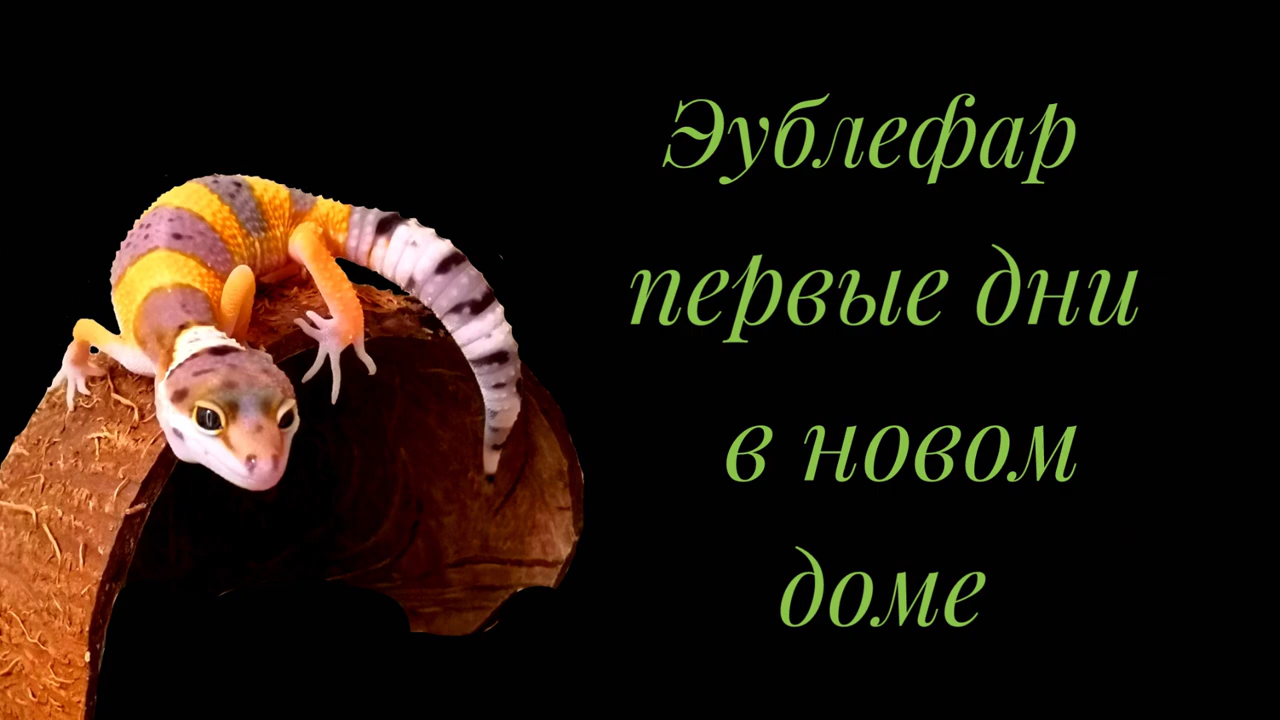 Эублефар
первые дни
в новом
доме